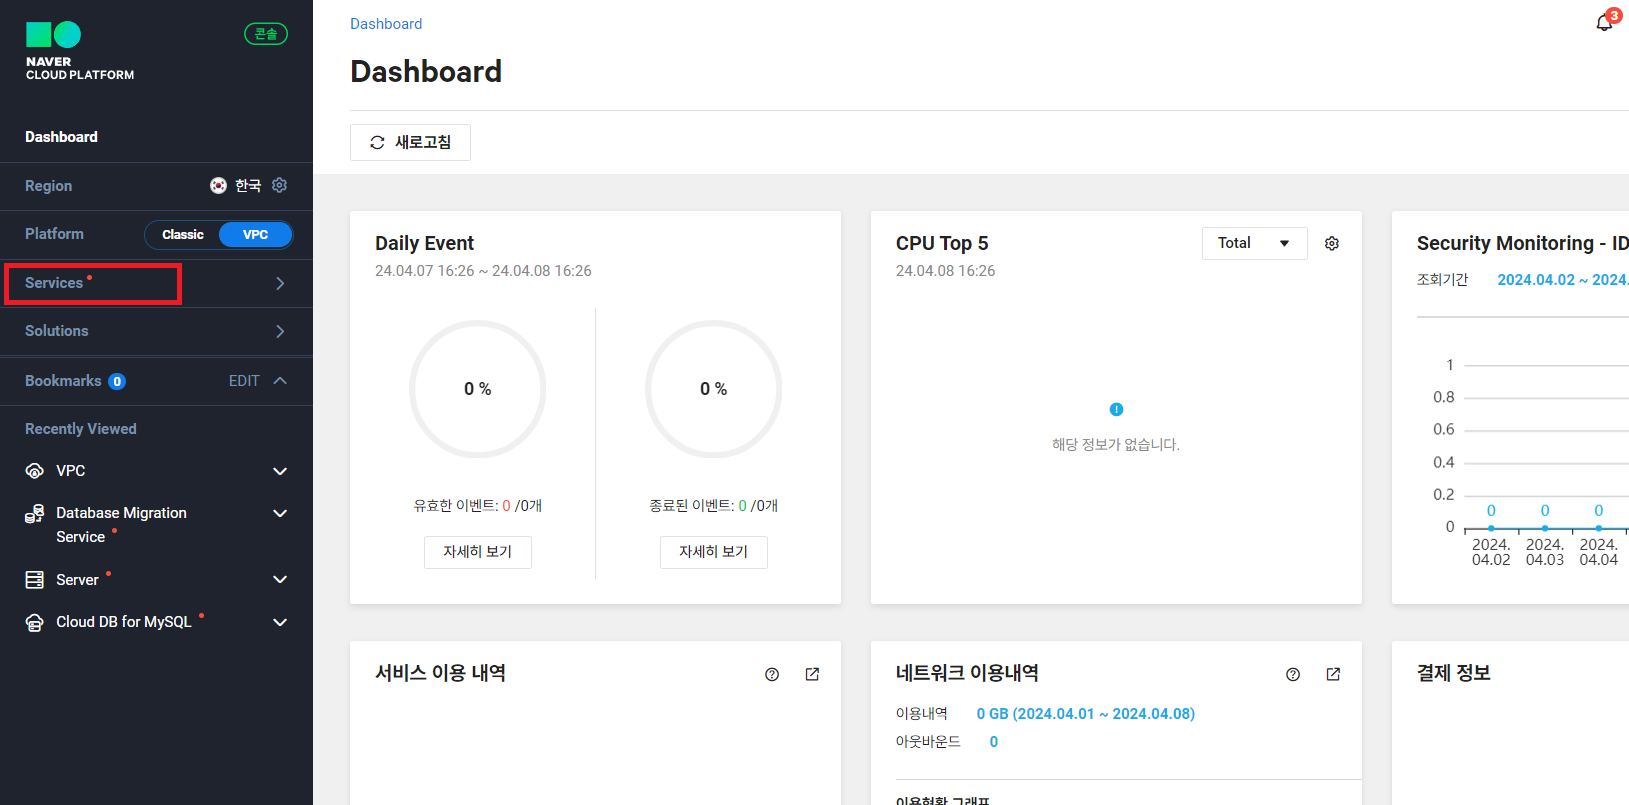 NAVER
CLOUD PLATFORM
콘솔
Dashboard
Region 한국
Platform Classic VPC
Services
Solutions
Bookmarks 0 EDIT
Recently Viewed
VPC
Database Migration
Service
Server
Cloud DB for MySQL
Dashboard
3
Dashboard
새로고침
Daily Event
24.04.07 16:26 ~ 24.04.08 16:26
0 %
0 %
유효한 이벤트: 0 /0개
종료된 이벤트: 0 /0개
자세히 보기
자세히 보기
CPU Top 5
Total
24.04.08 16:26
해당 정보가 없습니다.
Security Monitoring - ID
조회기간 2024.04.02 ~ 2024.
1
0.8
0.6
0.4
0.2
0
0 0 0
2024. 2024. 2024.
04.02 04.03 04.04
서비스 이용 내역
네트워크 이용내역
이용내역 0 GB (2024.04.01 ~ 2024.04.08)
아웃바운드 0
이용현황 그래프
결제 정보